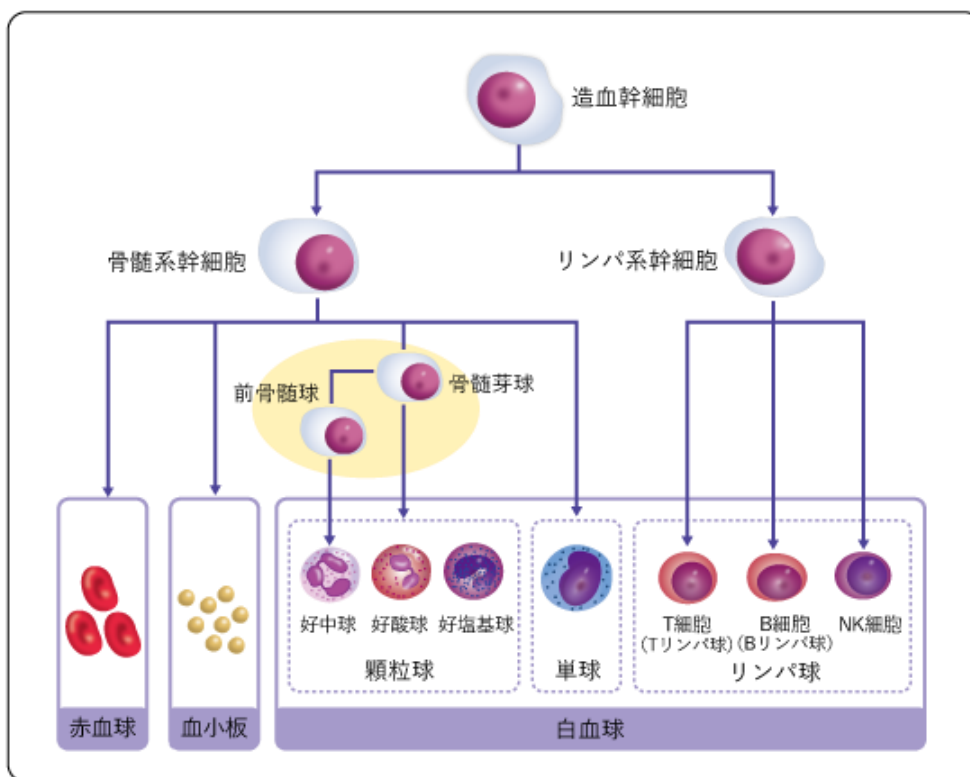 造血幹細胞
骨髄系幹細胞
リンパ系幹細胞
前骨髄球
骨髄芽球
好中球
好酸球
好塩基球
顆粒球
単球
T細胞
(Tリンパ球)
B細胞
(Bリンパ球)
NK細胞
リンパ球
赤血球
血小板
白血球